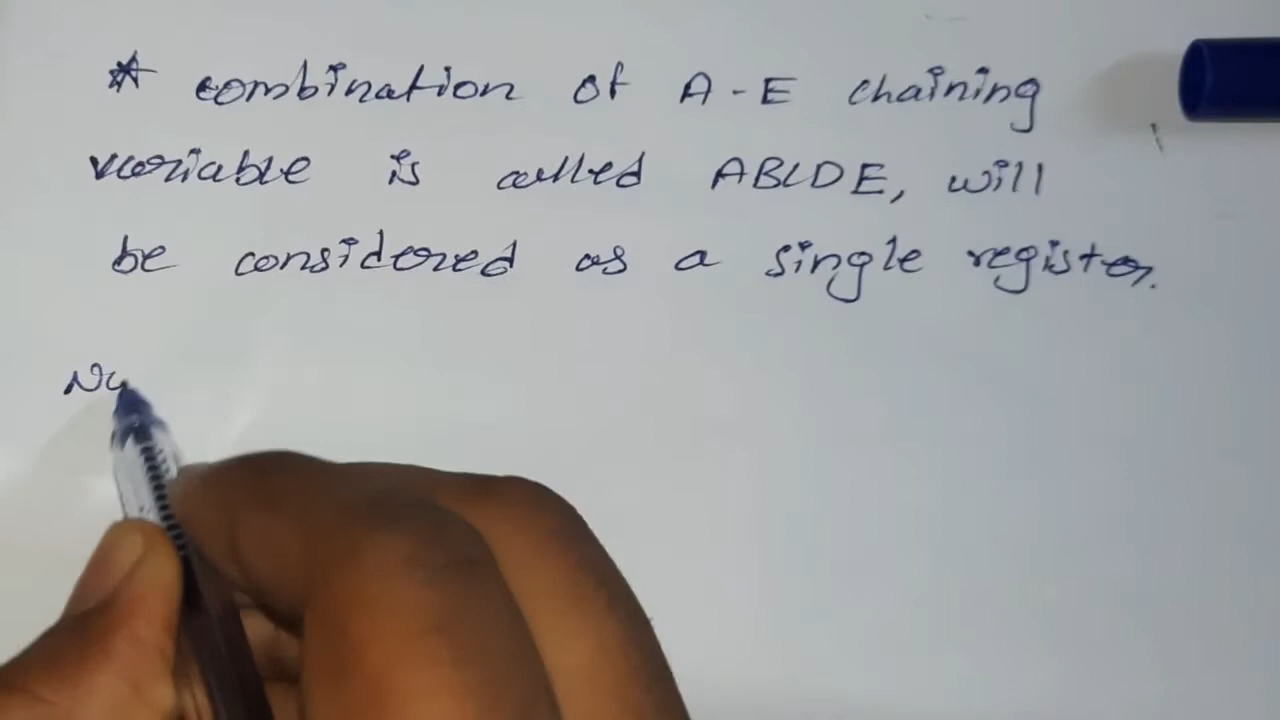 * combination of A-E chaining
variable is called ABCDE, will
be considered as a single register.